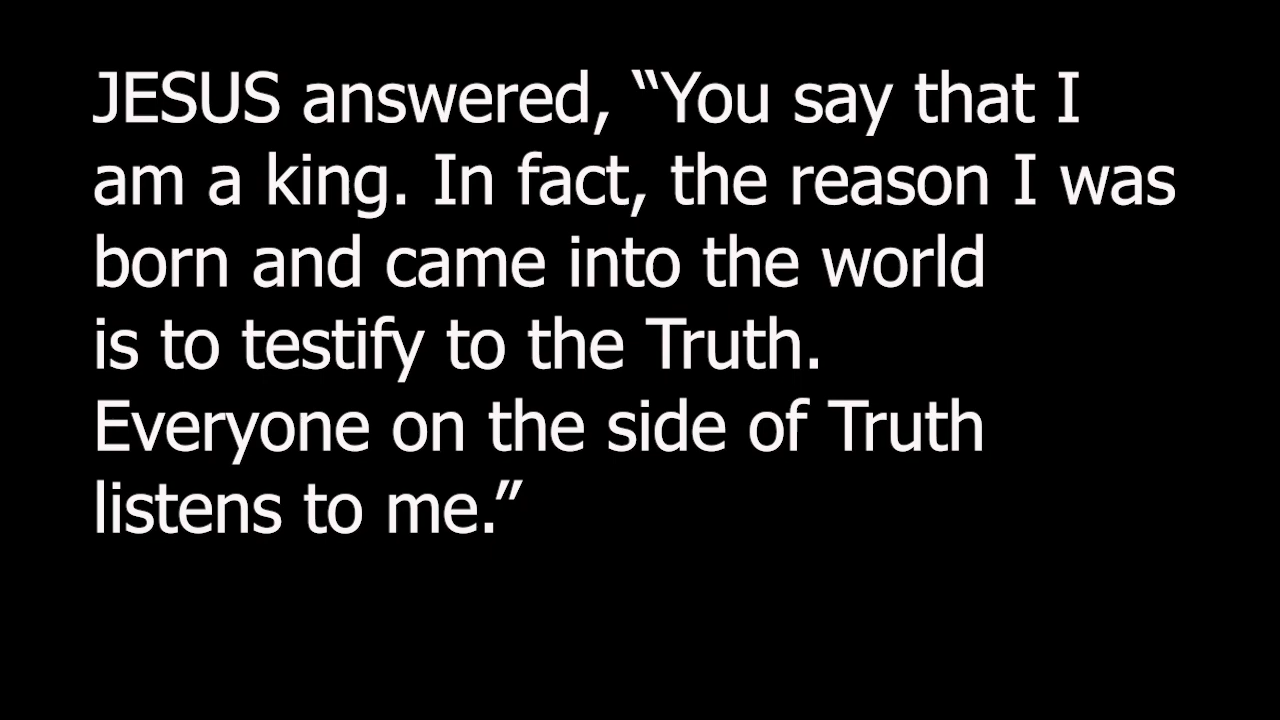 JESUS answered, “You say that I
am a king. In fact, the reason I was
born and came into the world
is to testify to the Truth.
Everyone on the side of Truth
listens to me.”